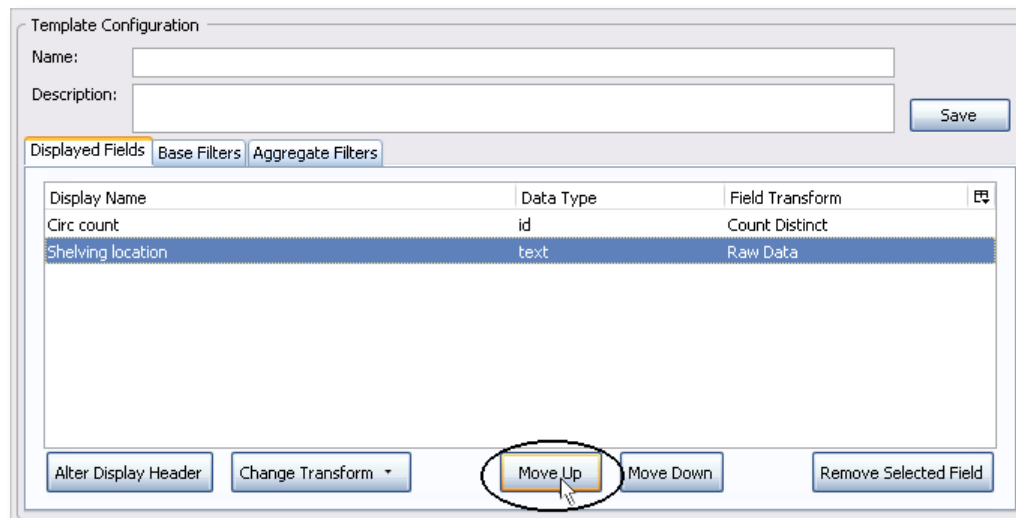 Template Configuration
Name:
Description:
Save
Displayed Fields Base Filters Aggregate Filters
Display Name Data Type Field Transform
Circ count id Count Distinct
Shelving location text Raw Data
Alter Display Header Change Transform Move Up Move Down Remove Selected Field